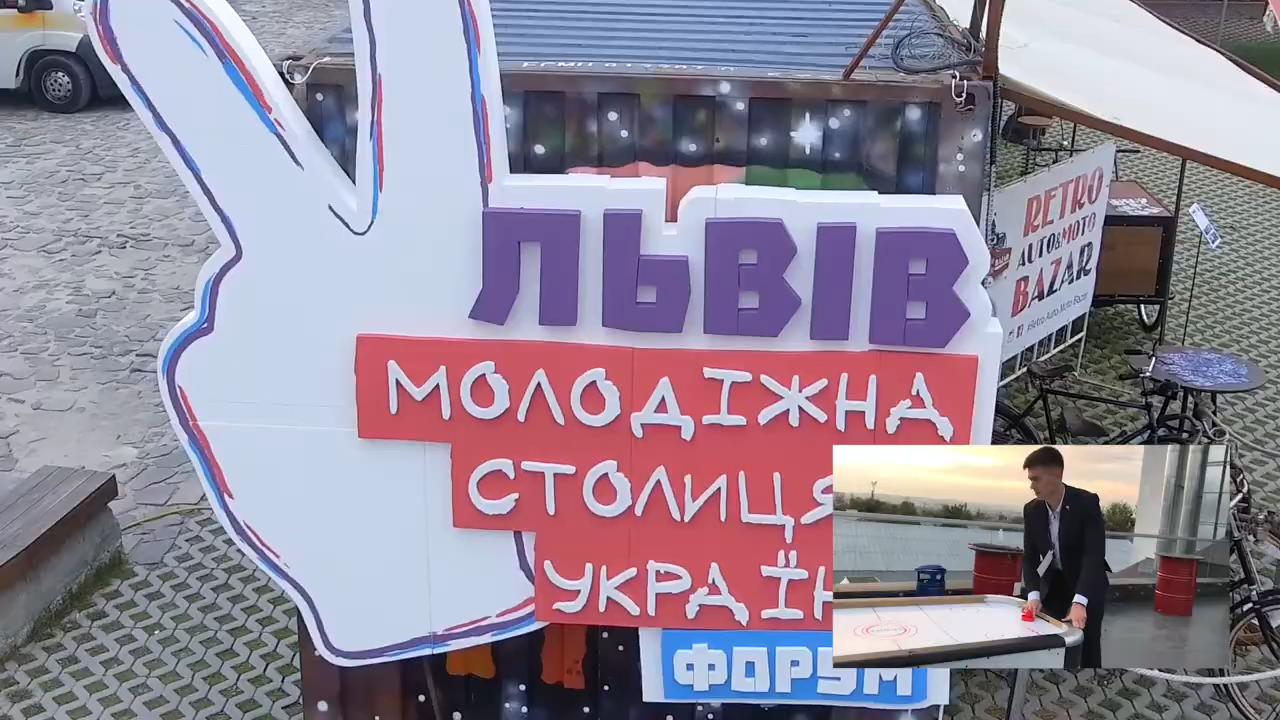 ЛЬВІВ
МОЛОДІЖНА
СТОЛИЦЯ
УКРАЇН
ФОРУМ
RETRO
AUTO&MOTO
BAZAR